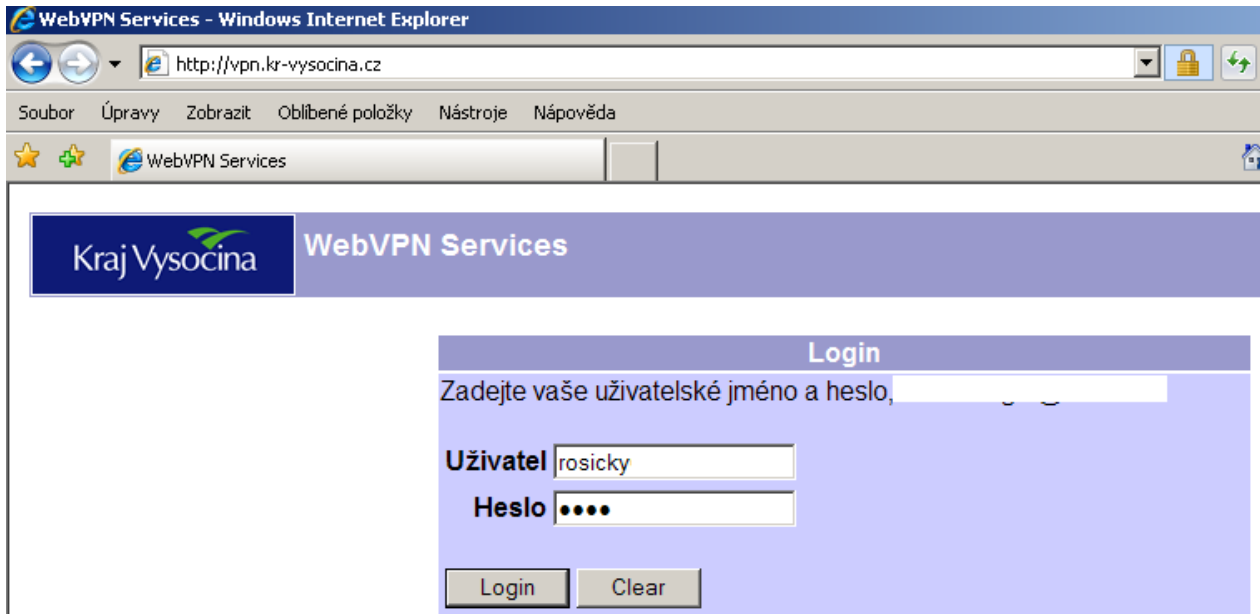 WebVPN Services - Windows Internet Explorer
http://vpn.kr-vysocina.cz
Soubor Úpravy Zobrazit Oblíbené položky Nástroje Nápověda
WebVPN Services
Kraj Vysočina
WebVPN Services
Login
Zadejte vaše uživatelské jméno a heslo,
Uživatel rosicky
Heslo ••••
Login Clear